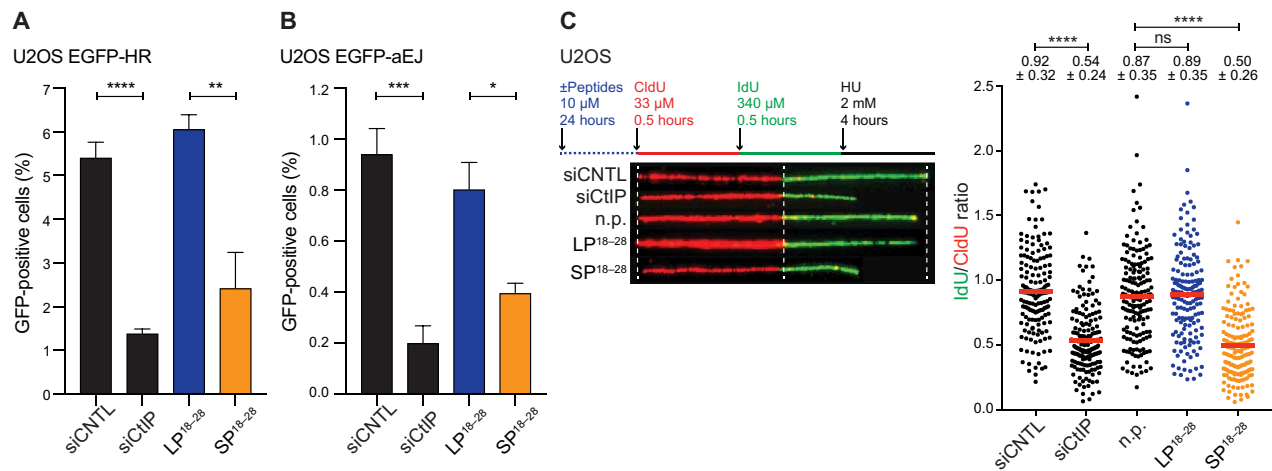 A
U2OS EGFP-HR
GFP-positive cells (%)
7
6
5
4
3
2
1
0
****
**
siCNTL
siCtIP
LP¹⁸⁻²⁸
SP¹⁸⁻²⁸
B
U2OS EGFP-aEJ
GFP-positive cells (%)
1.2
1.0
0.8
0.6
0.4
0.2
0.0
***
*
siCNTL
siCtIP
LP¹⁸⁻²⁸
SP¹⁸⁻²⁸
C
U2OS
±Peptides
10 µM
24 hours
CldU
33 µM
0.5 hours
IdU
340 µM
0.5 hours
HU
2 mM
4 hours
siCNTL
siCtIP
n.p.
LP¹⁸⁻²⁸
SP¹⁸⁻²⁸
****
ns
****
0.92 0.54 0.87 0.89 0.50
± 0.32 ± 0.24 ± 0.35 ± 0.35 ± 0.26
IdU/CldU ratio
2.5
2.0
1.5
1.0
0.5
0.0
siCNTL
siCtIP
n.p.
LP¹⁸⁻²⁸
SP¹⁸⁻²⁸